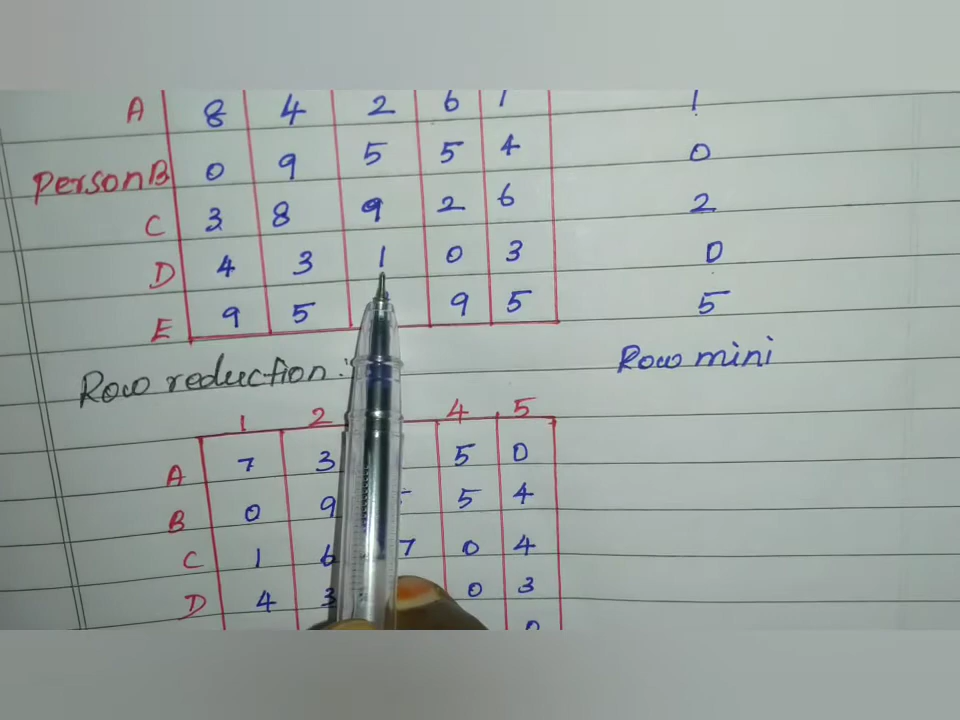 A 8 4 2 6 1 1
Person B 0 9 5 5 4 0
C 3 8 9 2 6 2
D 4 3 1 0 3 0
E 9 5 9 5 5
Row reduction : Row mini
1 2 4 5
A 7 3 5 0
B 0 9 5 4
C 1 6 7 0 4
D 4 3 0 3